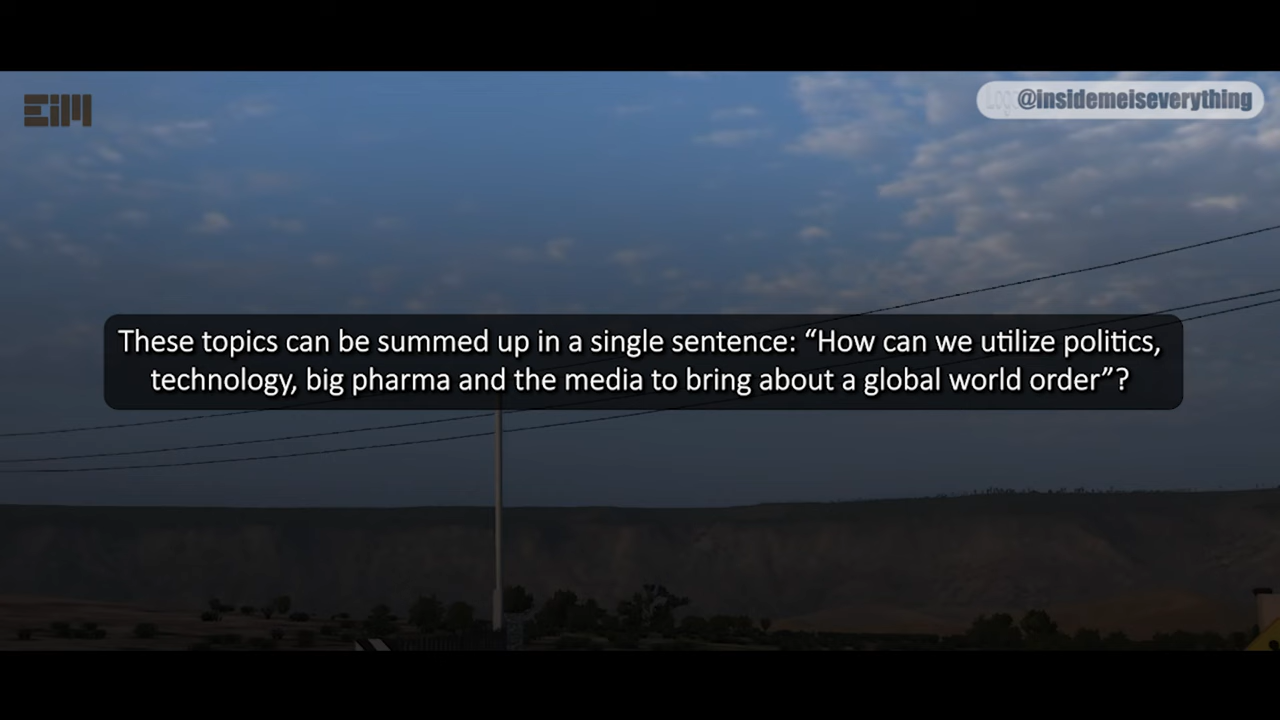 EIM
@insidemeiseverything
These topics can be summed up in a single sentence: “How can we utilize politics,
technology, big pharma and the media to bring about a global world order”?